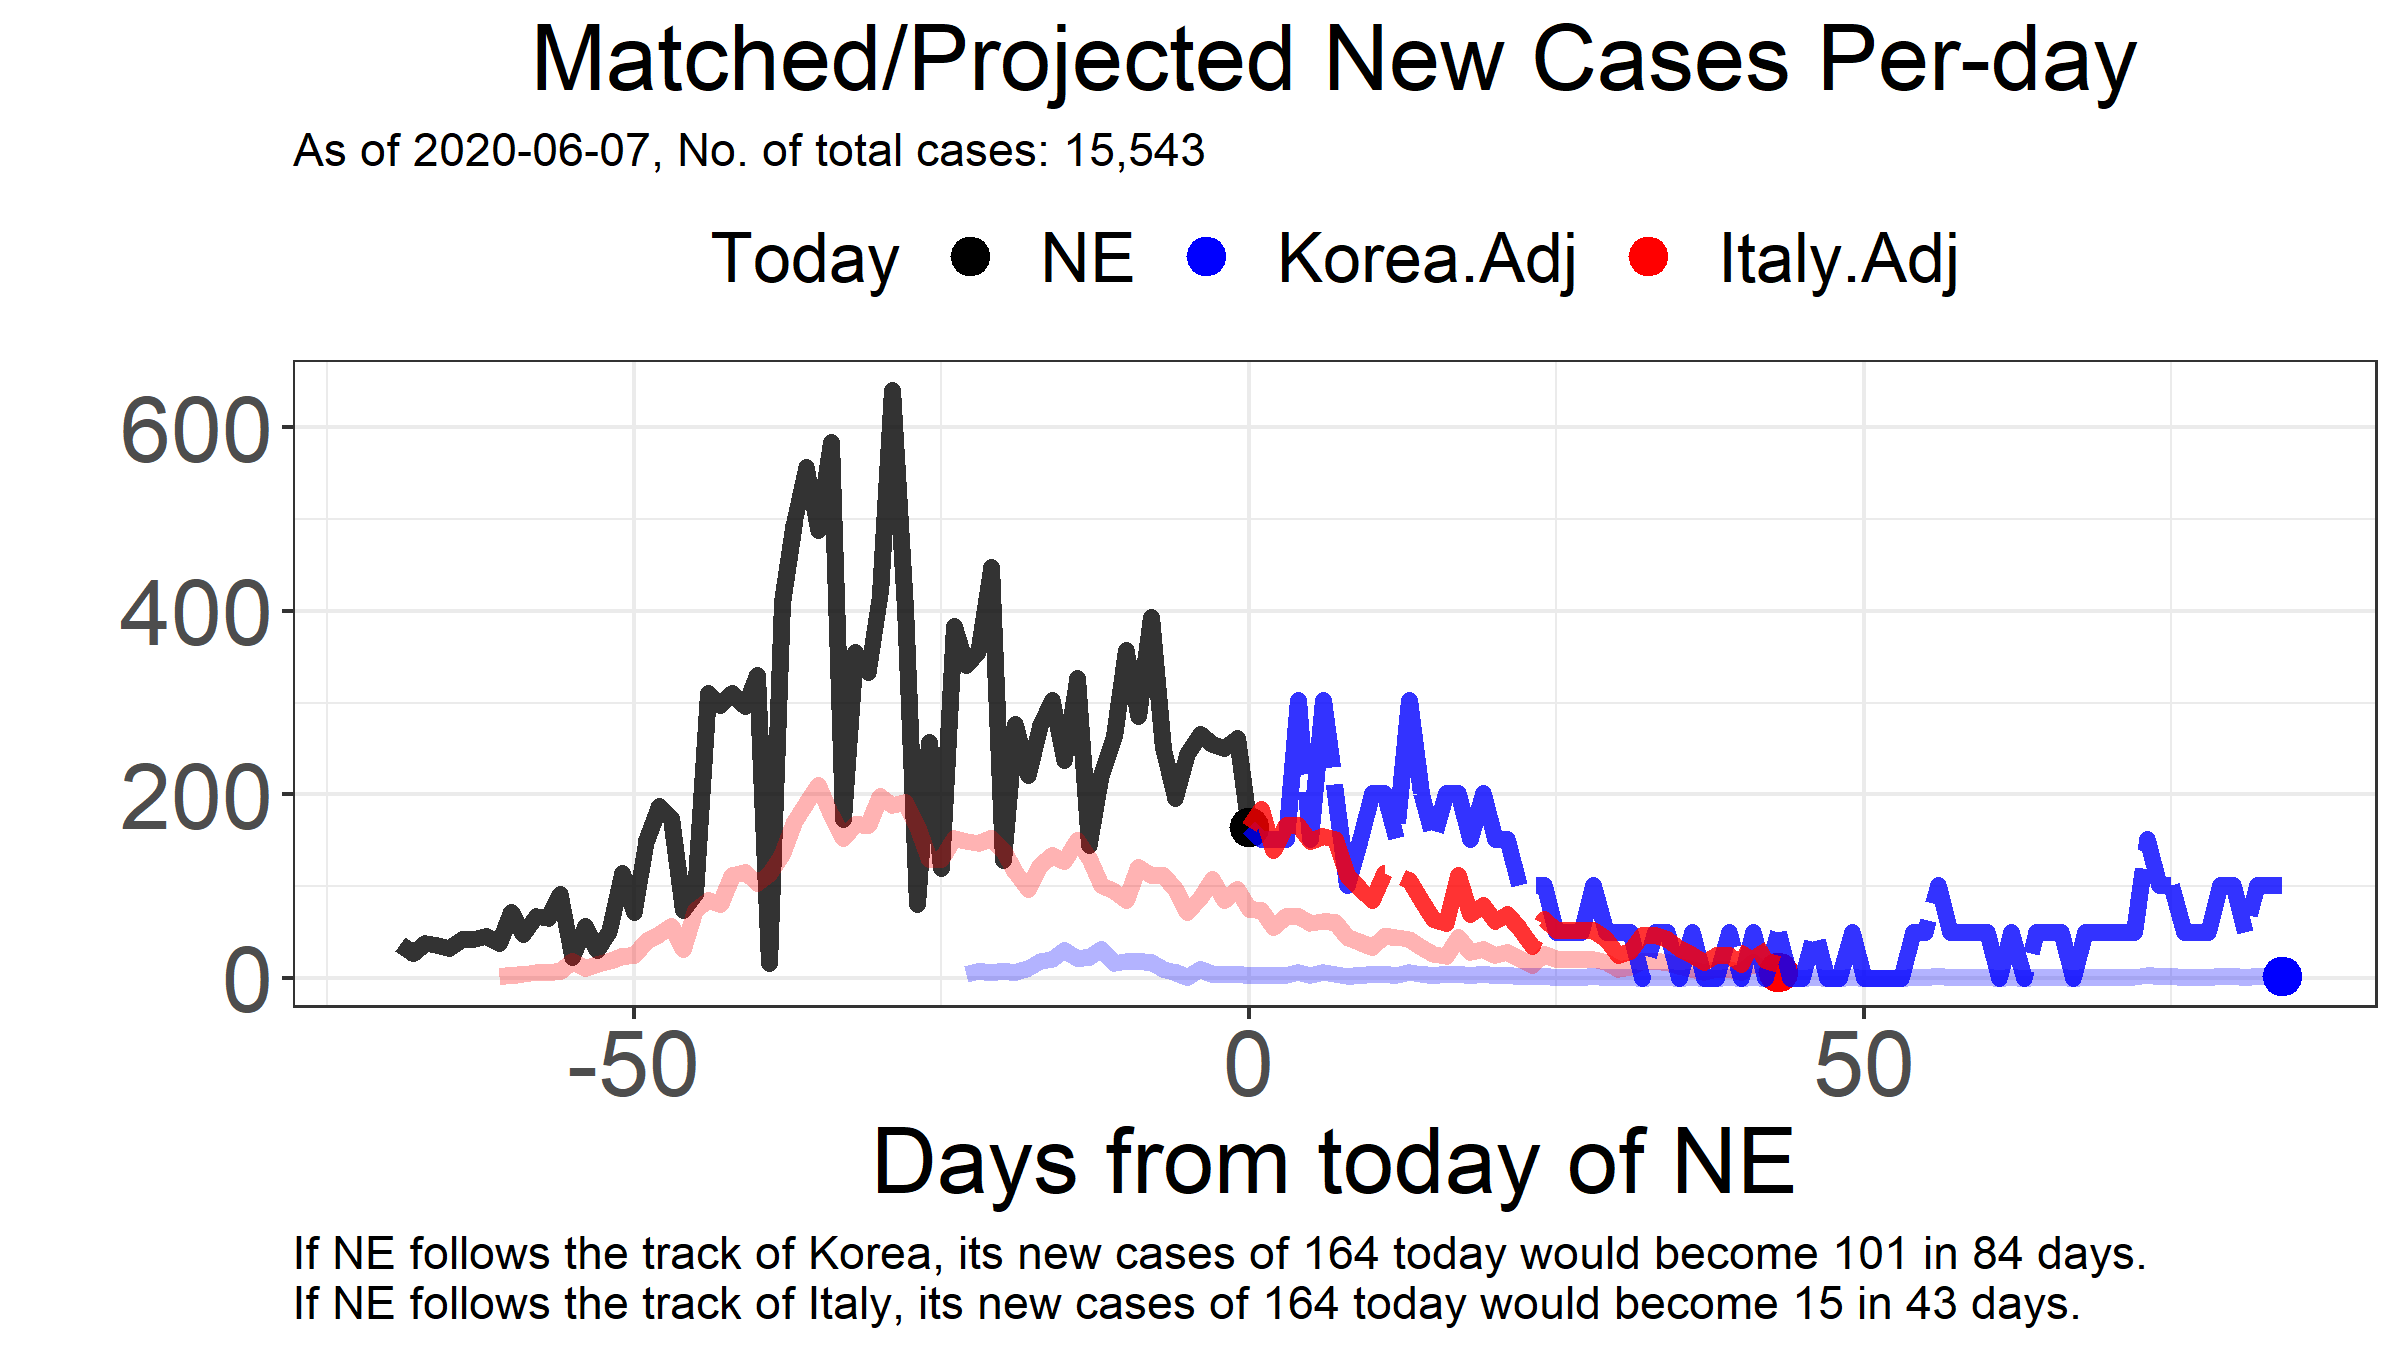 Matched/Projected New Cases Per-day
As of 2020-06-07, No. of total cases: 15,543
Today NE Korea.Adj Italy.Adj
600
400
200
0
-50 0 50
Days from today of NE
If NE follows the track of Korea, its new cases of 164 today would become 101 in 84 days.
If NE follows the track of Italy, its new cases of 164 today would become 15 in 43 days.